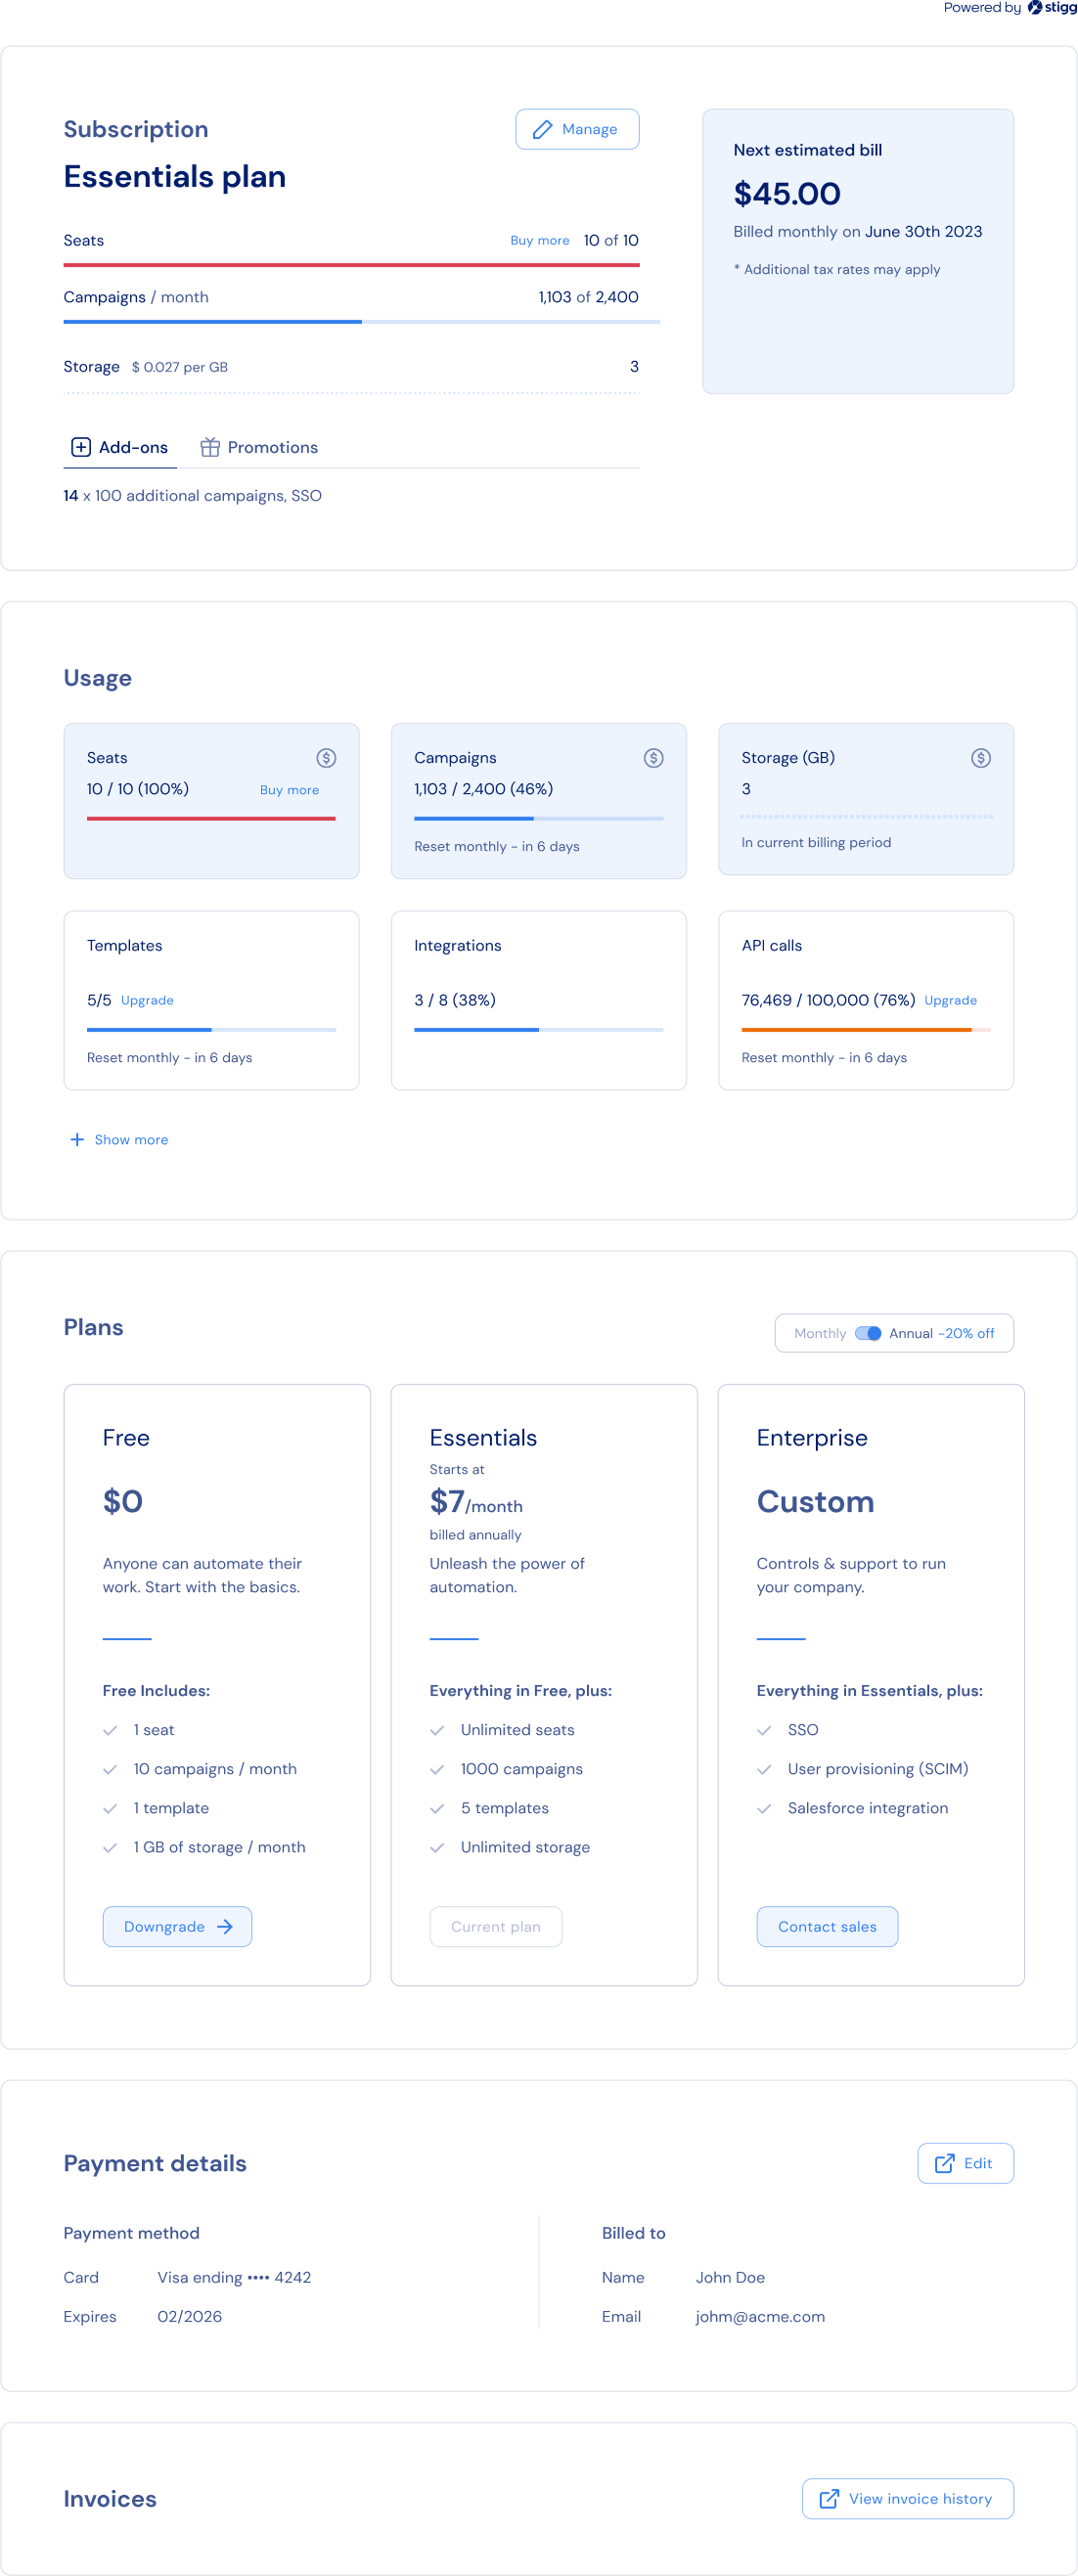 Powered by stigg
Subscription
Manage
Essentials plan
Seats Buy more 10 of 10
Campaigns / month 1,103 of 2,400
Storage $ 0.027 per GB 3
Add-ons Promotions
14 x 100 additional campaigns, SSO
Next estimated bill
$45.00
Billed monthly on June 30th 2023
* Additional tax rates may apply
Usage
Seats
10 / 10 (100%) Buy more
Campaigns
1,103 / 2,400 (46%)
Reset monthly - in 6 days
Storage (GB)
3
In current billing period
Templates
5/5 Upgrade
Reset monthly - in 6 days
Integrations
3 / 8 (38%)
API calls
76,469 / 100,000 (76%) Upgrade
Reset monthly - in 6 days
Show more
Plans
Monthly Annual -20% off
Free
$0
Anyone can automate their
work. Start with the basics.
Free Includes:
1 seat
10 campaigns / month
1 template
1 GB of storage / month
Downgrade
Essentials
Starts at
$7/month
billed annually
Unleash the power of
automation.
Everything in Free, plus:
Unlimited seats
1000 campaigns
5 templates
Unlimited storage
Current plan
Enterprise
Custom
Controls & support to run
your company.
Everything in Essentials, plus:
SSO
User provisioning (SCIM)
Salesforce integration
Contact sales
Payment details
Edit
Payment method
Card Visa ending •••• 4242
Expires 02/2026
Billed to
Name John Doe
Email johm@acme.com
Invoices
View invoice history